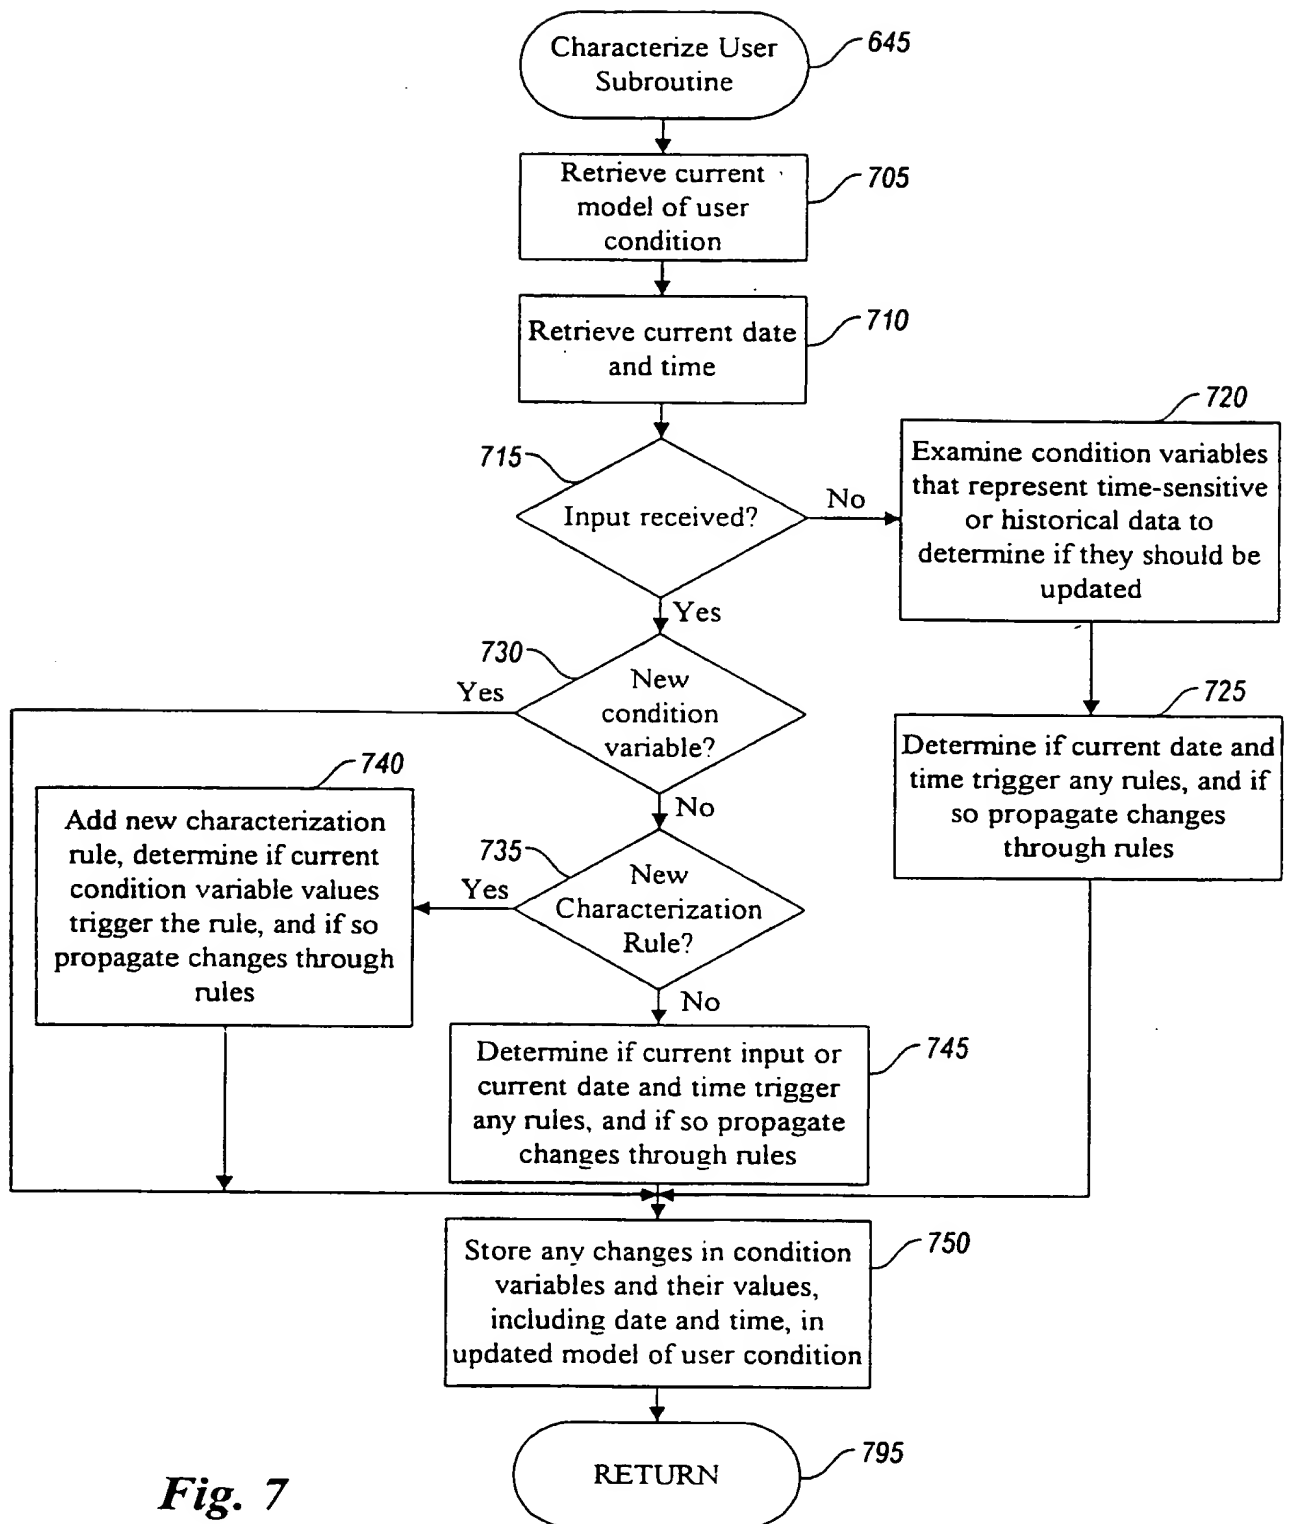 Characterize User
Subroutine
645
Retrieve current
model of user
condition
705
Retrieve current date
and time
710
715
Input received?
No
Yes
720
Examine condition variables
that represent time-sensitive
or historical data to
determine if they should be
updated
725
Determine if current date and
time trigger any rules, and if
so propagate changes
through rules
730
Yes
New
condition
variable?
No
735
Yes
New
Characterization
Rule?
No
740
Add new characterization
rule, determine if current
condition variable values
trigger the rule, and if so
propagate changes through
rules
745
Determine if current input or
current date and time trigger
any rules, and if so propagate
changes through rules
750
Store any changes in condition
variables and their values,
including date and time, in
updated model of user condition
RETURN
795
Fig. 7